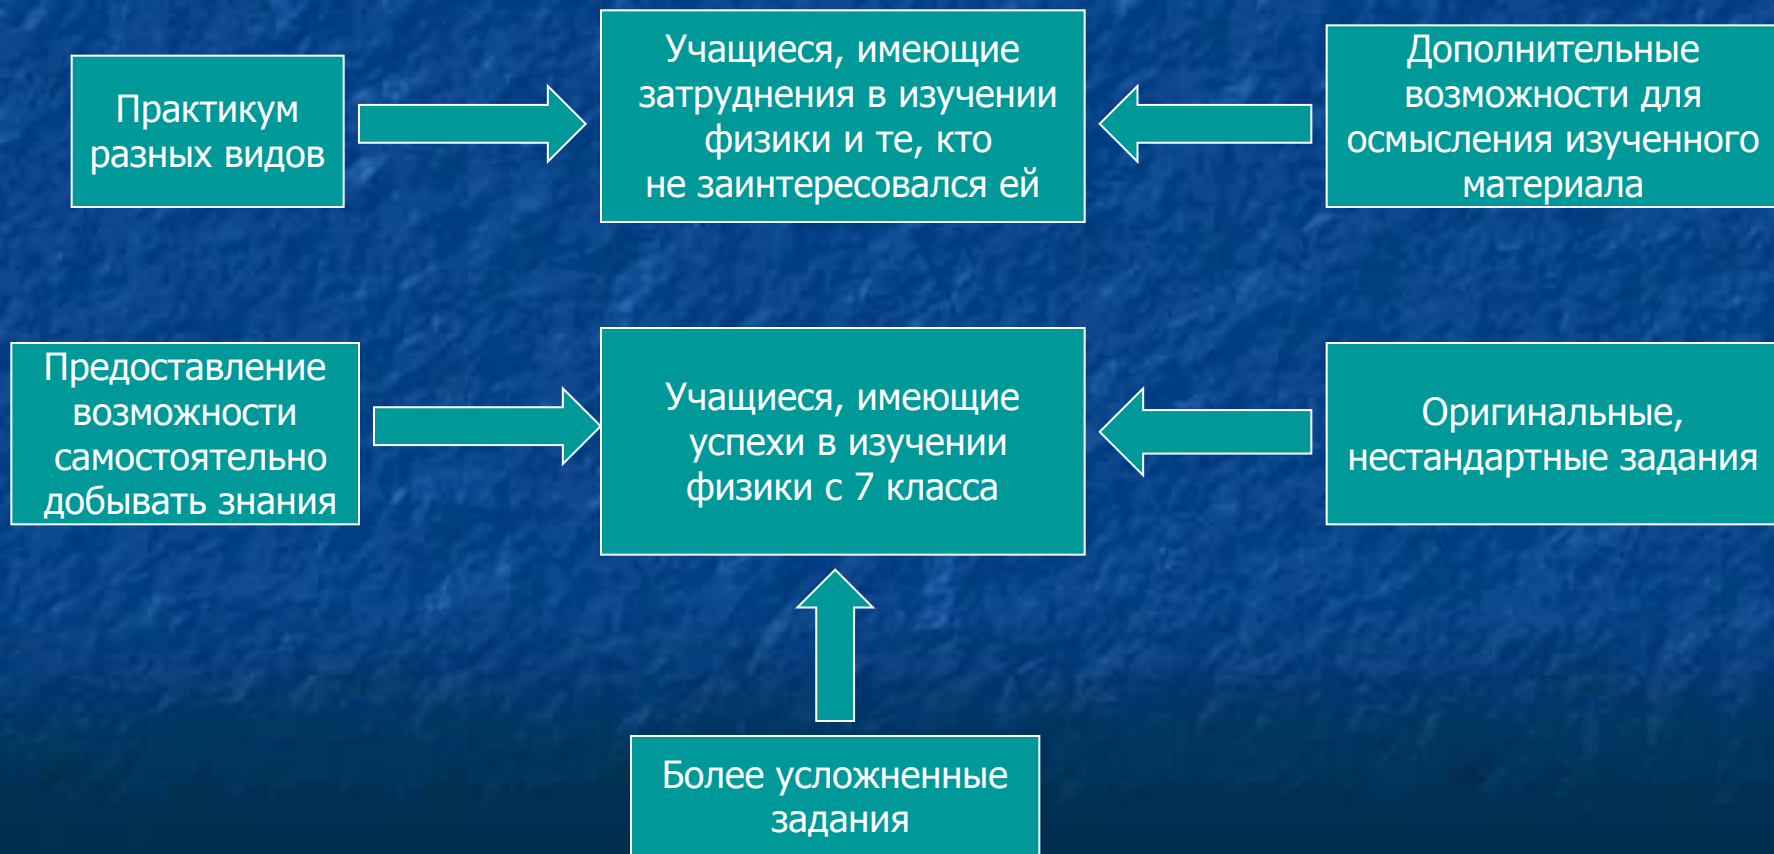 Практикум
разных видов
Учащиеся, имеющие
затруднения в изучении
физики и те, кто
не заинтересовался ей
Дополнительные
возможности для
осмысления изученного
материала
Предоставление
возможности
самостоятельно
добывать знания
Учащиеся, имеющие
успехи в изучении
физики с 7 класса
Оригинальные,
нестандартные задания
Более усложненные
задания